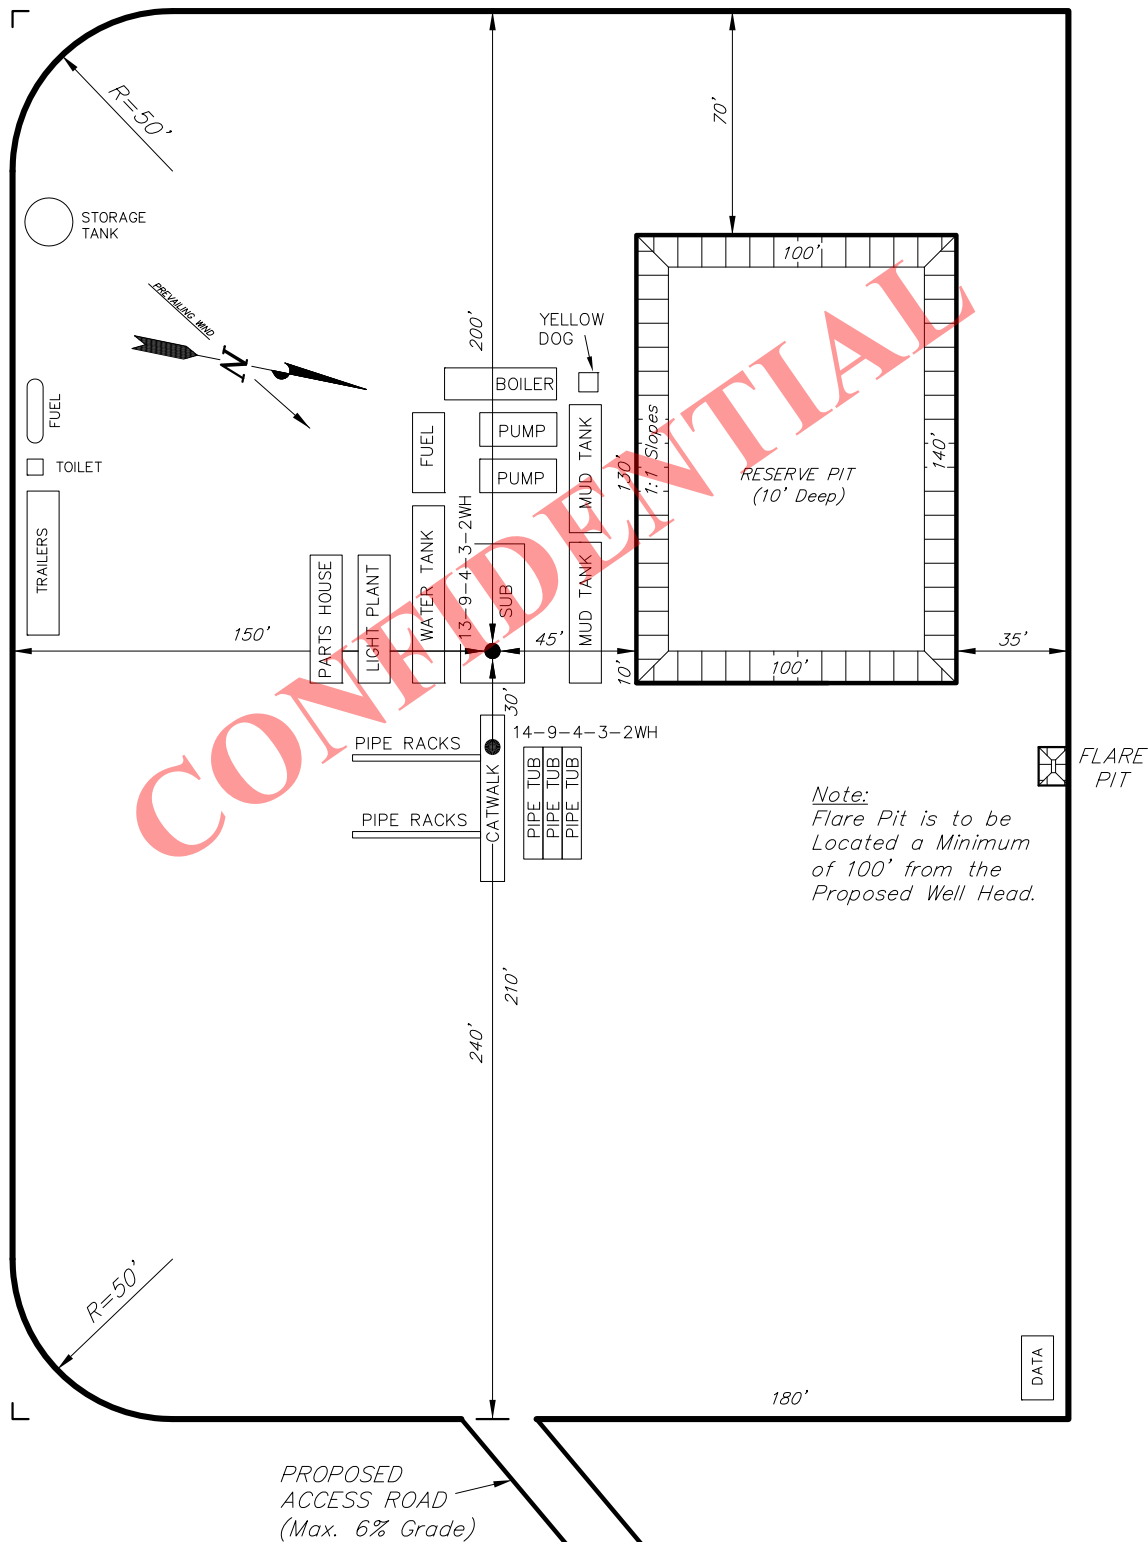 R=50'
70'
STORAGE
TANK
100'
PREVAILING WIND
N
200'
YELLOW
DOG
BOILER
FUEL
FUEL
PUMP
MUD TANK
1:1 Slopes
130'
140'
TOILET
PUMP
RESERVE PIT
(10' Deep)
TRAILERS
WATER TANK
13-9-4-3-2WH
SUB
MUD TANK
PARTS HOUSE
LIGHT PLANT
150'
45'
35'
10'
100'
30'
14-9-4-3-2WH
PIPE RACKS
CATWALK
PIPE TUB
PIPE TUB
PIPE TUB
PIPE RACKS
FLARE
PIT
Note:
Flare Pit is to be
Located a Minimum
of 100' from the
Proposed Well Head.
210'
240'
R=50'
DATA
180'
PROPOSED
ACCESS ROAD
(Max. 6% Grade)
CONFIDENTIAL